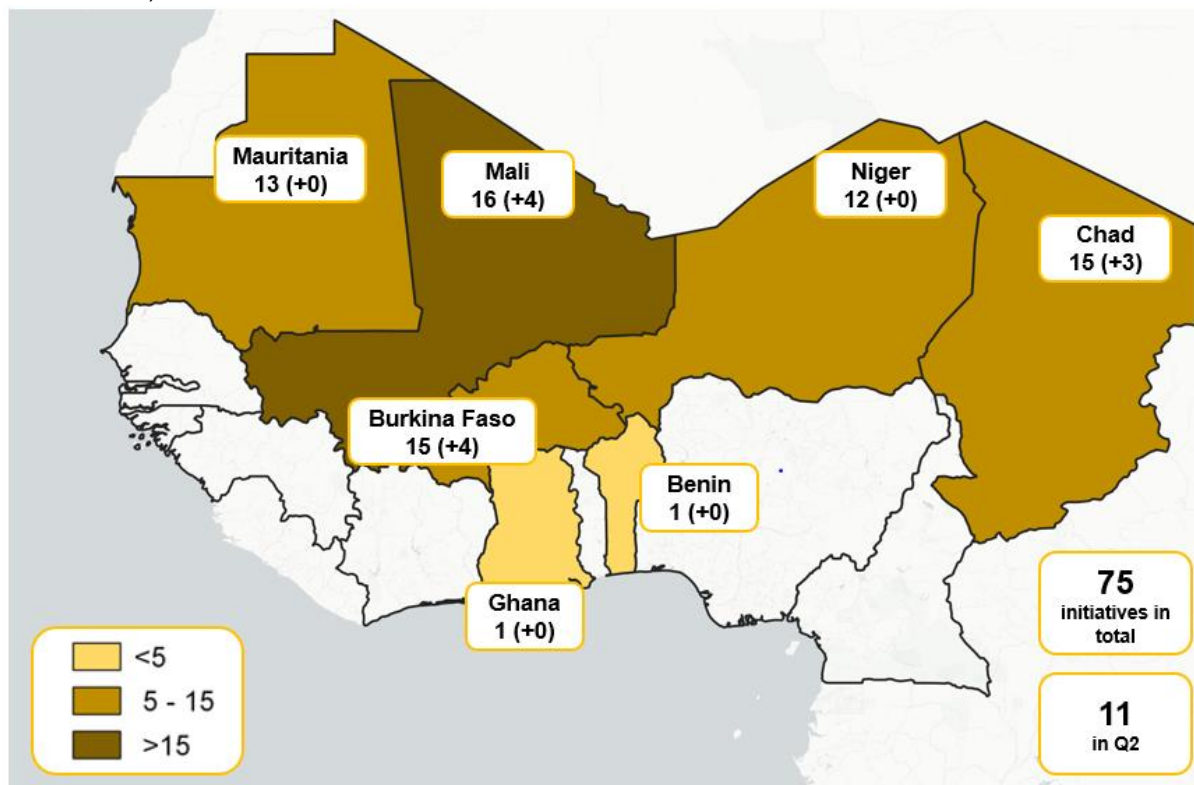 Mauritania
13 (+0)
Mali
16 (+4)
Niger
12 (+0)
Chad
15 (+3)
Burkina Faso
15 (+4)
Benin
1 (+0)
Ghana
1 (+0)
<5
5 - 15
>15
75
initiatives in
total
11
in Q2